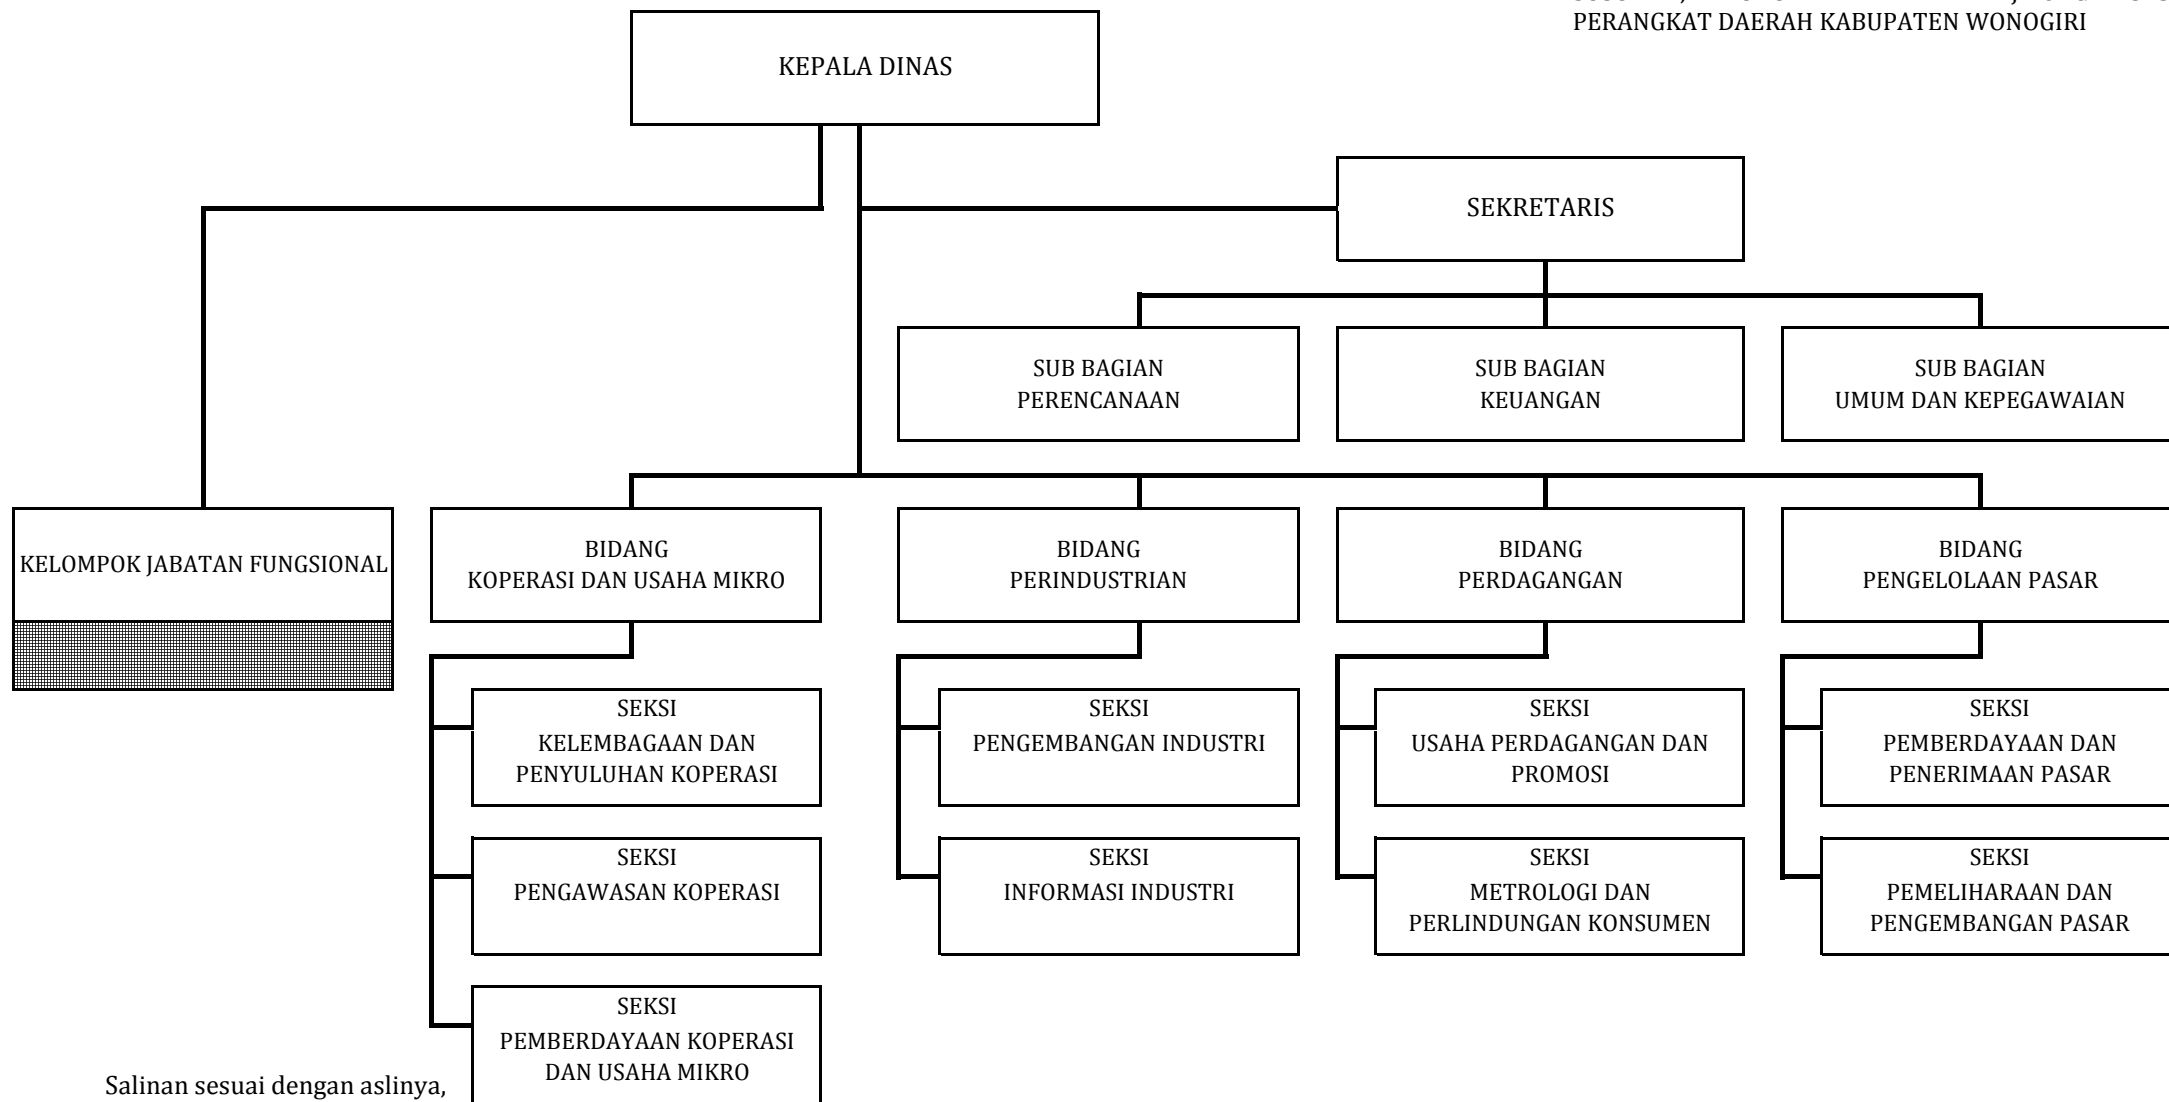 PERANGKAT DAERAH KABUPATEN WONOGIRI
KEPALA DINAS
SEKRETARIS
SUB BAGIAN
PERENCANAAN
SUB BAGIAN
KEUANGAN
SUB BAGIAN
UMUM DAN KEPEGAWAIAN
KELOMPOK JABATAN FUNGSIONAL
BIDANG
KOPERASI DAN USAHA MIKRO
BIDANG
PERINDUSTRIAN
BIDANG
PERDAGANGAN
BIDANG
PENGELOLAAN PASAR
SEKSI
KELEMBAGAAN DAN
PENYULUHAN KOPERASI
SEKSI
PENGEMBANGAN INDUSTRI
SEKSI
USAHA PERDAGANGAN DAN
PROMOSI
SEKSI
PEMBERDAYAAN DAN
PENERIMAAN PASAR
SEKSI
PENGAWASAN KOPERASI
SEKSI
INFORMASI INDUSTRI
SEKSI
METROLOGI DAN
PERLINDUNGAN KONSUMEN
SEKSI
PEMELIHARAAN DAN
PENGEMBANGAN PASAR
SEKSI
PEMBERDAYAAN KOPERASI
DAN USAHA MIKRO
Salinan sesuai dengan aslinya,